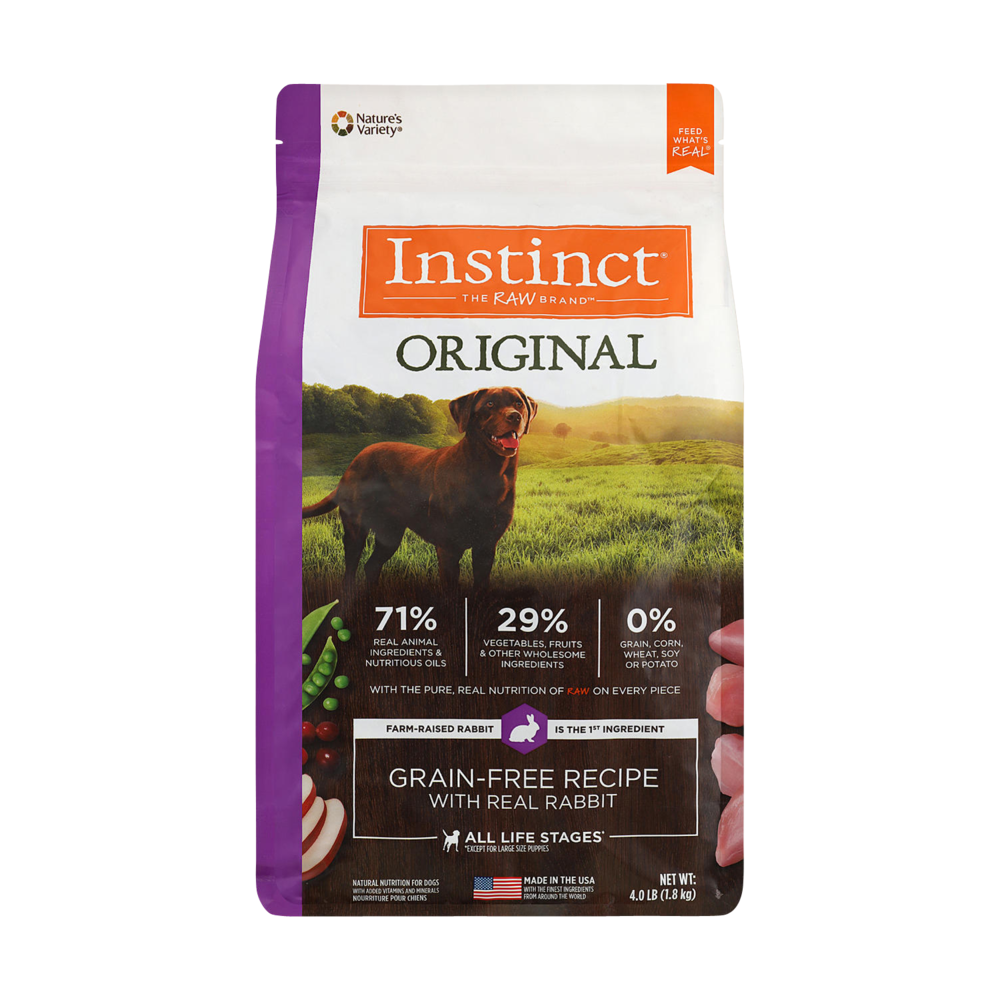 Nature's
Variety®
FEED
WHAT'S
REAL®
Instinct®
THE RAW BRAND™
ORIGINAL
71%
REAL ANIMAL
INGREDIENTS &
NUTRITIOUS OILS
29%
VEGETABLES, FRUITS
& OTHER WHOLESOME
INGREDIENTS
0%
GRAIN, CORN,
WHEAT, SOY
OR POTATO
WITH THE PURE, REAL NUTRITION OF RAW ON EVERY PIECE
FARM-RAISED RABBIT IS THE 1ST INGREDIENT
GRAIN-FREE RECIPE
WITH REAL RABBIT
ALL LIFE STAGES*
*EXCEPT FOR LARGE SIZE PUPPIES
NATURAL NUTRITION FOR DOGS
WITH ADDED VITAMINS AND MINERALS
NOURRITURE POUR CHIENS
MADE IN THE USA
WITH THE FINEST INGREDIENTS
FROM AROUND THE WORLD
NET WT:
4.0 LB (1.8 kg)